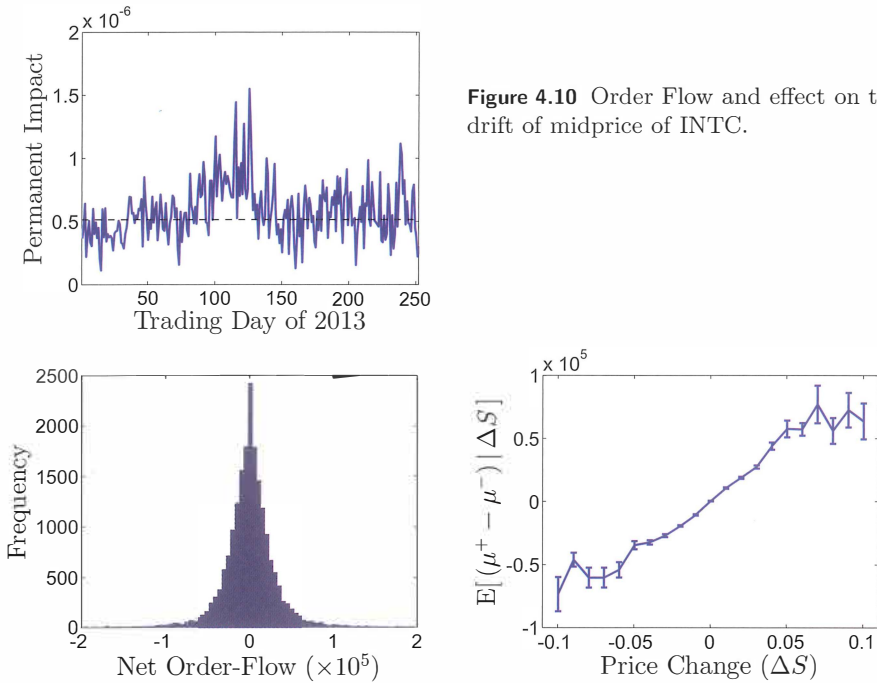 × 10^-6
2
1.5
1
0.5
0
Permanent Impact
50 100 150 200 250
Trading Day of 2013
Figure 4.10 Order Flow and effect on t
drift of midprice of INTC.
2500
2000
1500
1000
500
0
Frequency
-2 -1 0 1 2
Net Order-Flow (×10^5)
1 × 10^5
0.5
0
-0.5
-1
E[(μ^+ − μ^-) | ΔS]
-0.1 -0.05 0 0.05 0.1
Price Change (ΔS)